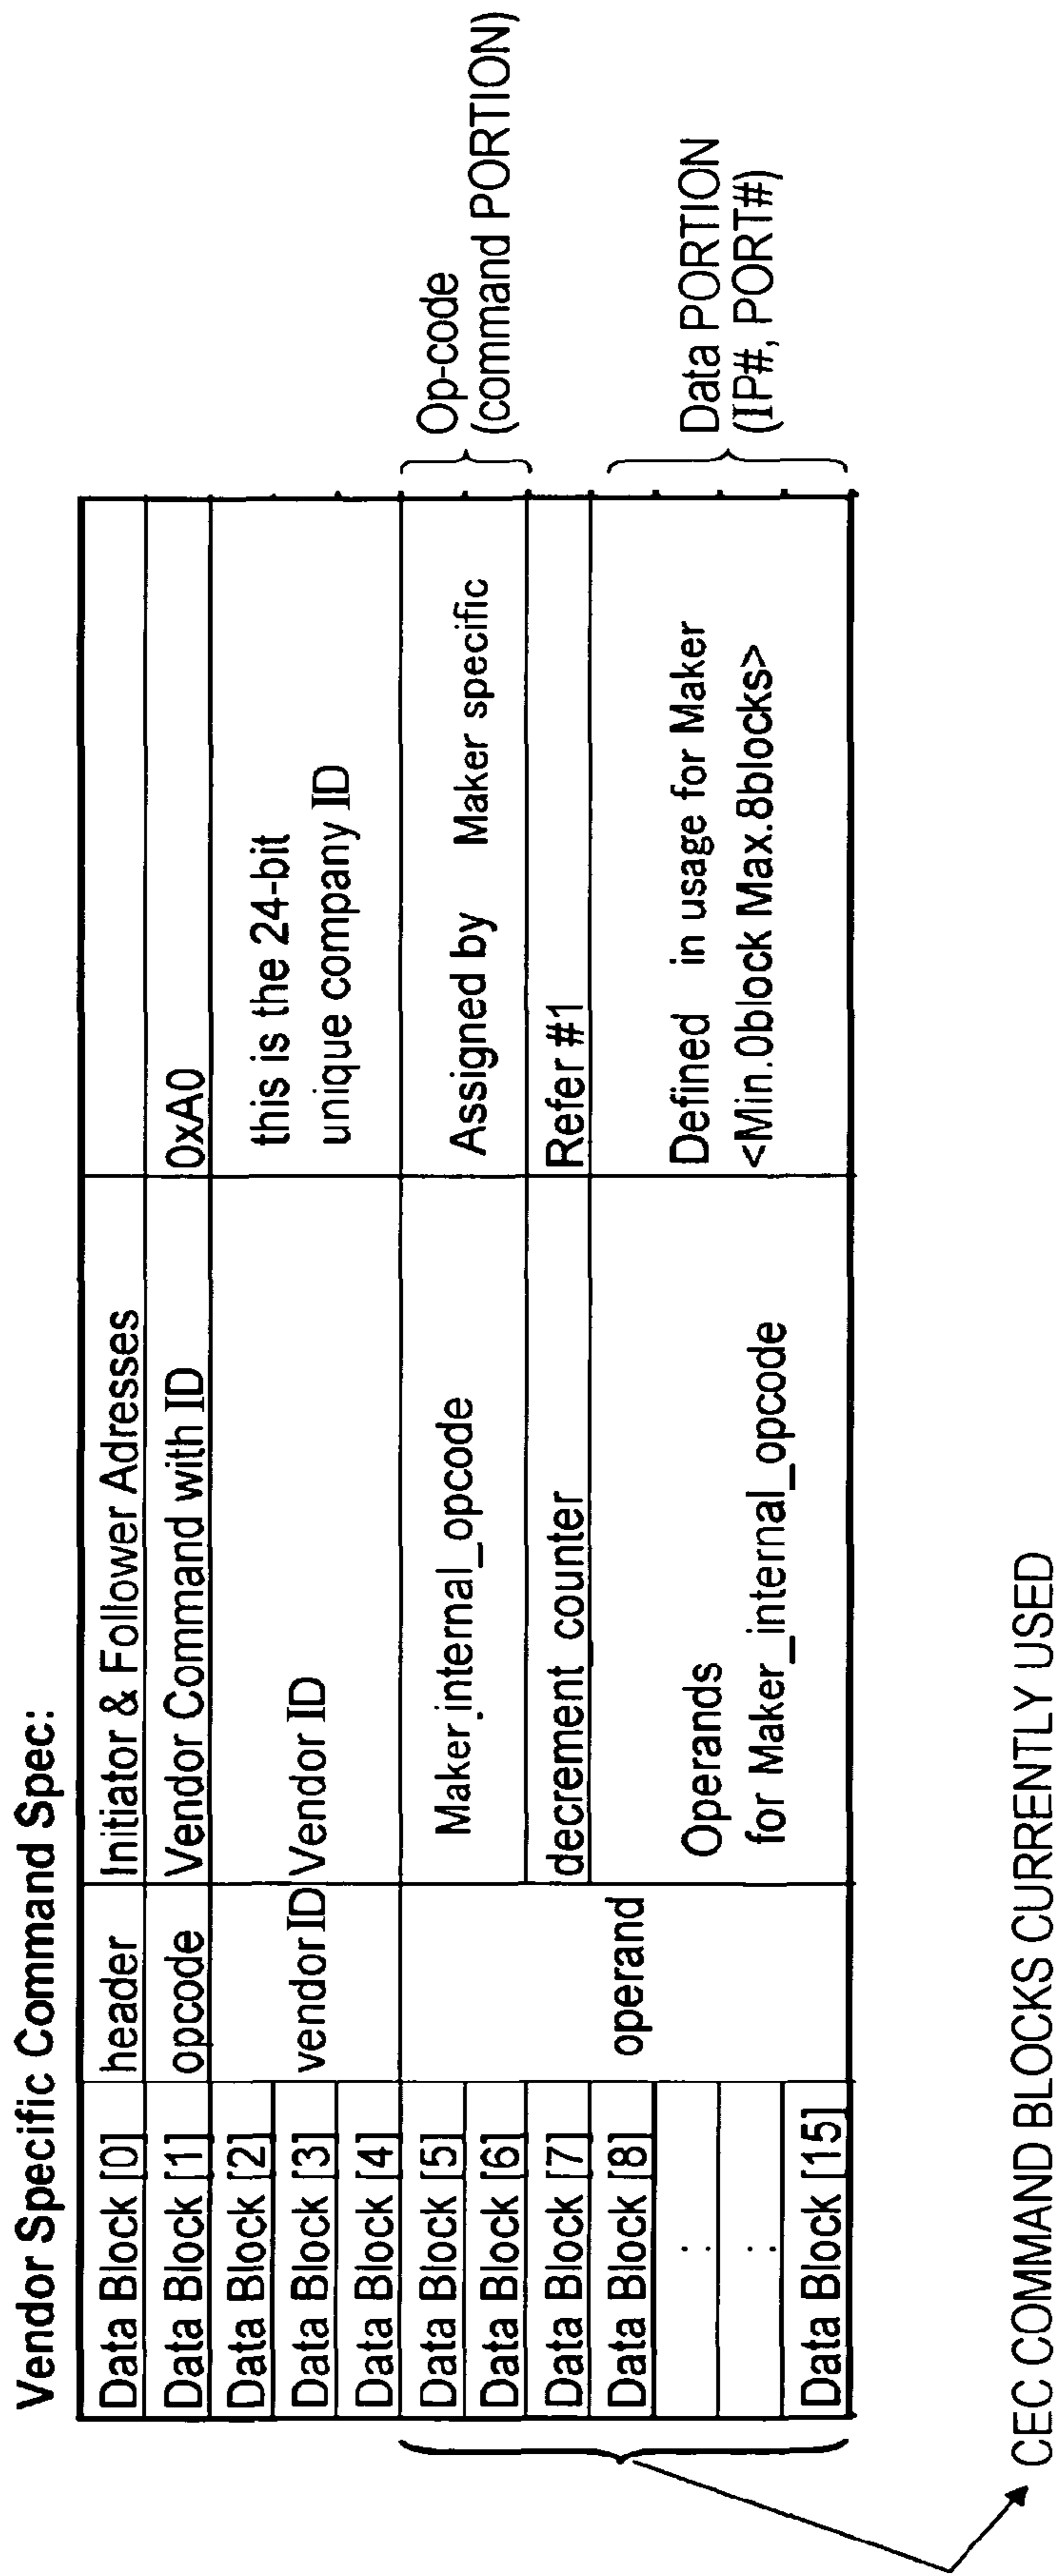 Vendor Specific Command Spec:
Data Block [0] header Initiator & Follower Adresses
Data Block [1] opcode Vendor Command with ID 0xA0
Data Block [2]
Data Block [3] vendor ID Vendor ID this is the 24-bit
unique company ID
Data Block [4]
Data Block [5] Maker_internal_opcode Assigned by Maker specific
Data Block [6]
Op-code
(command PORTION)
Data Block [7] decrement_counter Refer #1
Data Block [8] operand
Operands
for Maker_internal_opcode
Defined in usage for Maker
<Min.0block Max.8blocks>
:
:
Data Block [15]
Data PORTION
(IP#, PORT#)
CEC COMMAND BLOCKS CURRENTLY USED